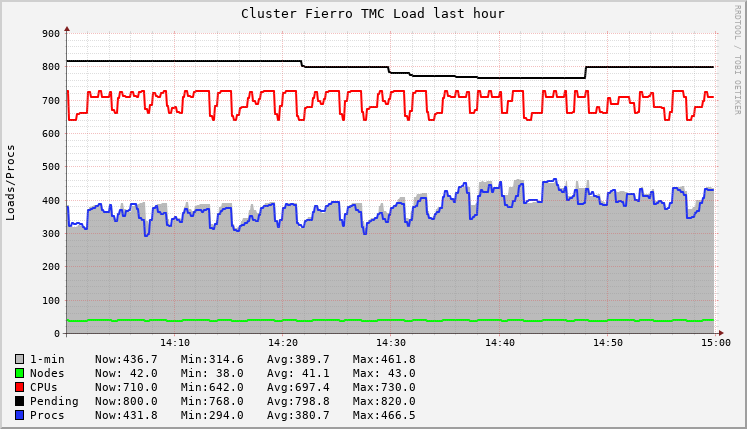 Cluster Fierro TMC Load last hour
RRDTOOL / TOBI OETIKER
Loads/Procs
900
800
700
600
500
400
300
200
100
0
14:10 14:20 14:30 14:40 14:50 15:00
1-min Now:436.7 Min:314.6 Avg:389.7 Max:461.8
Nodes Now: 42.0 Min: 38.0 Avg: 41.1 Max: 43.0
CPUs Now:710.0 Min:642.0 Avg:697.4 Max:730.0
Pending Now:800.0 Min:768.0 Avg:798.8 Max:820.0
Procs Now:431.8 Min:294.0 Avg:380.7 Max:466.5